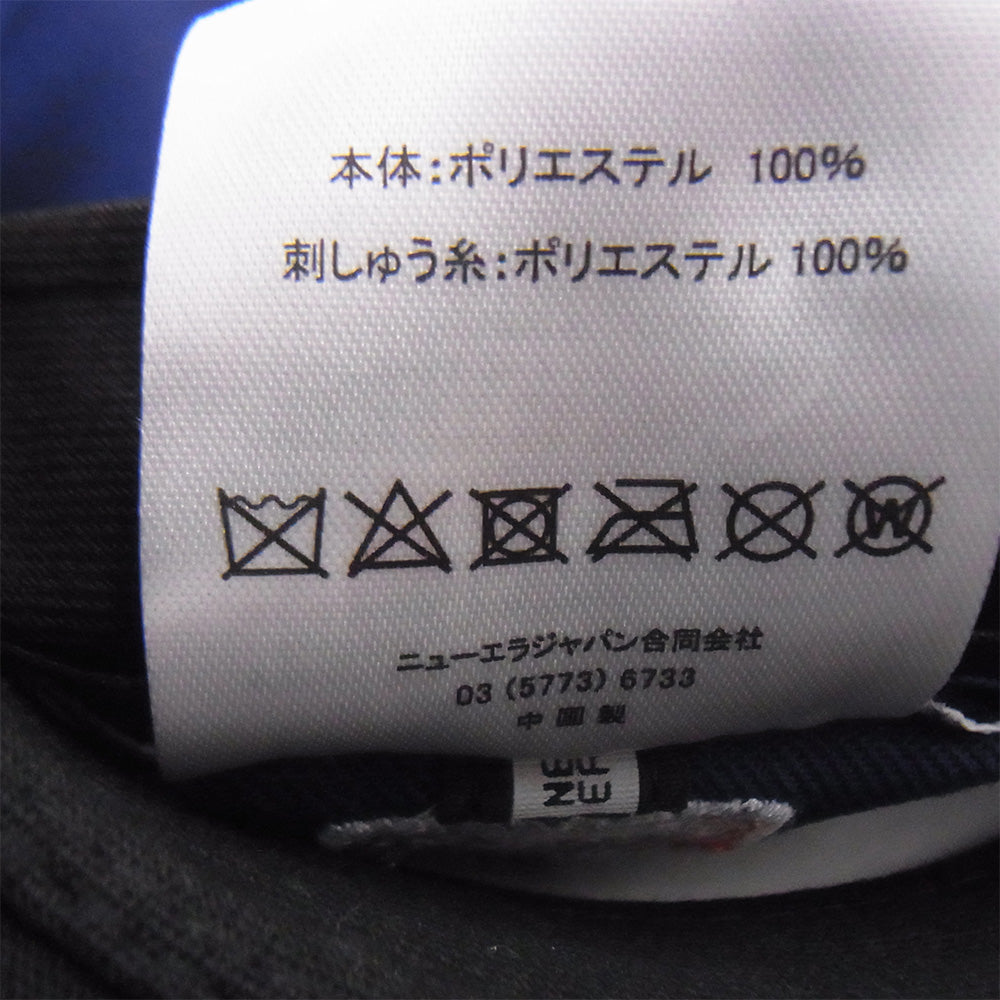 本体:ポリエステル 100%
刺しゅう糸:ポリエステル 100%
W
ニューエラジャパン合同会社
03 (5773) 6733
中国製
NE